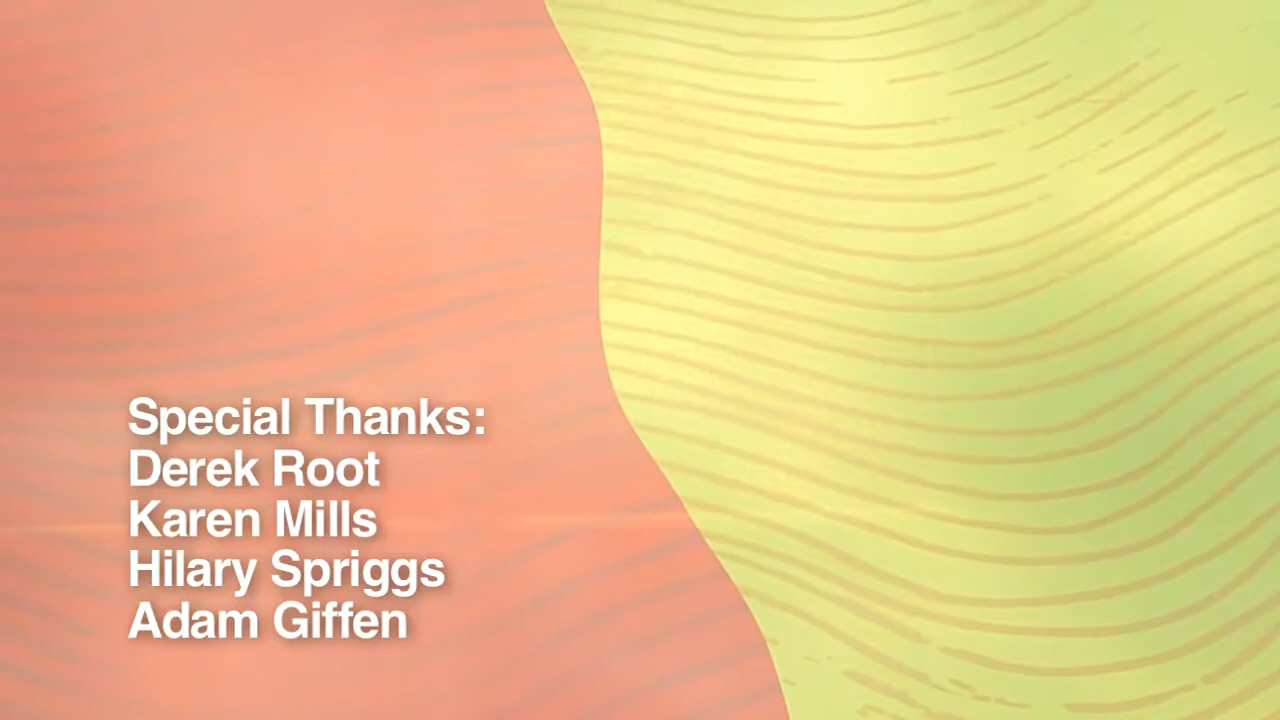 Special Thanks:
Derek Root
Karen Mills
Hilary Spriggs
Adam Giffen